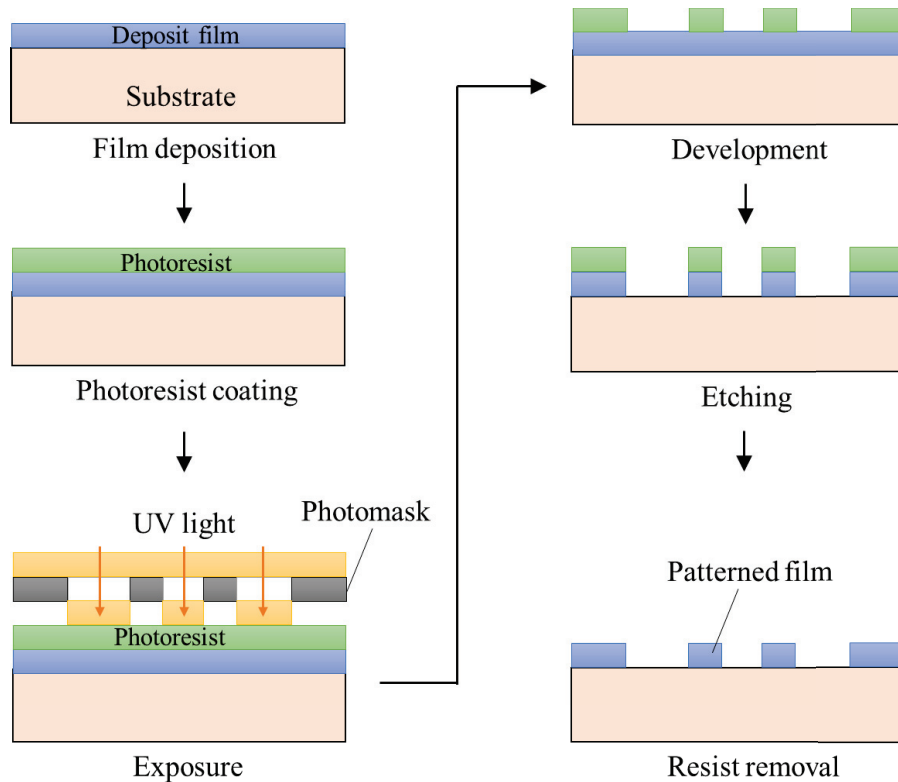 Deposit film
Substrate
Film deposition
Photoresist
Photoresist coating
UV light
Photomask
Photoresist
Exposure
Development
Etching
Patterned film
Resist removal